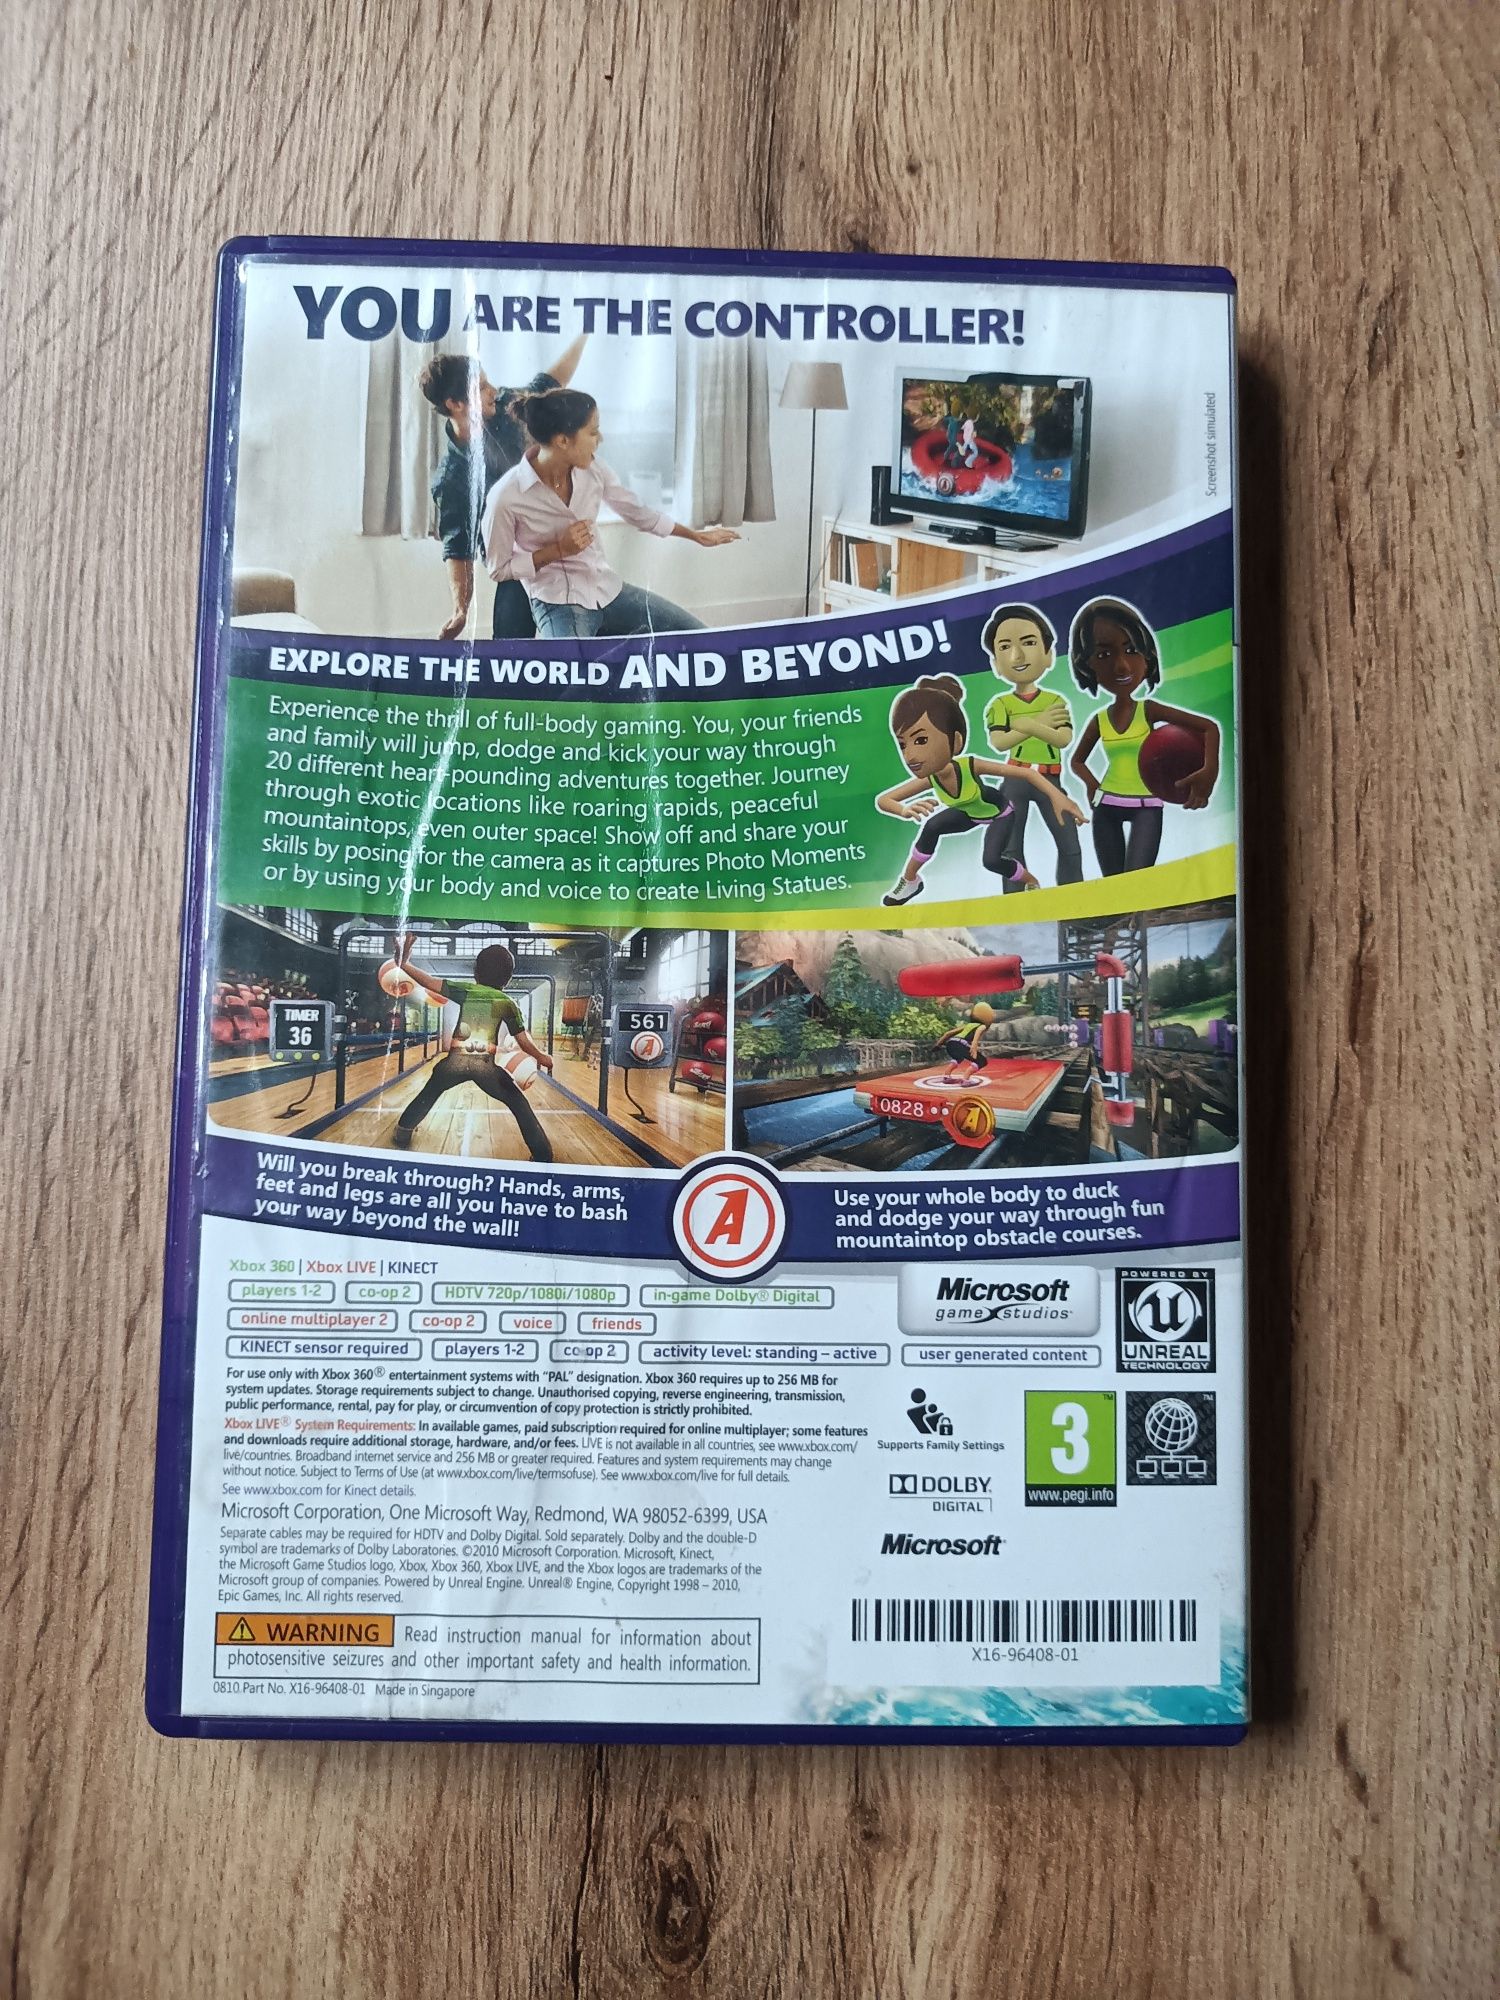 YOU ARE THE CONTROLLER!
Screenshot simulated
EXPLORE THE WORLD AND BEYOND!
Experience the thrill of full-body gaming. You, your friends
and family will jump, dodge and kick your way through
20 different heart-pounding adventures together. Journey
through exotic locations like roaring rapids, peaceful
mountaintops, even outer space! Show off and share your
skills by posing for the camera as it captures Photo Moments
or by using your body and voice to create Living Statues.
TIMER
36
561
A
0828
A
Will you break through? Hands, arms,
feet and legs are all you have to bash
your way beyond the wall!
A
Use your whole body to duck
and dodge your way through fun
mountaintop obstacle courses.
Xbox 360 | Xbox LIVE | KINECT
players 1-2 co-op 2 HDTV 720p/1080i/1080p in-game Dolby® Digital
online multiplayer 2 co-op 2 voice friends
KINECT sensor required players 1-2 co-op 2 activity level: standing – active user generated content
Microsoft
game studios
POWERED BY
UNREAL
TECHNOLOGY
For use only with Xbox 360® entertainment systems with "PAL" designation. Xbox 360 requires up to 256 MB for
system updates. Storage requirements subject to change. Unauthorised copying, reverse engineering, transmission,
public performance, rental, pay for play, or circumvention of copy protection is strictly prohibited.
Xbox LIVE® System Requirements: In available games, paid subscription required for online multiplayer; some features
and downloads require additional storage, hardware, and/or fees. LIVE is not available in all countries, see www.xbox.com/
live/countries. Broadband internet service and 256 MB or greater required. Features and system requirements may change
without notice. Subject to Terms of Use (at www.xbox.com/live/termsofuse). See www.xbox.com/live for full details.
See www.xbox.com for Kinect details.
Microsoft Corporation, One Microsoft Way, Redmond, WA 98052-6399, USA
Separate cables may be required for HDTV and Dolby Digital. Sold separately. Dolby and the double-D
symbol are trademarks of Dolby Laboratories. ©2010 Microsoft Corporation. Microsoft, Kinect,
the Microsoft Game Studios logo, Xbox, Xbox 360, Xbox LIVE, and the Xbox logos are trademarks of the
Microsoft group of companies. Powered by Unreal Engine. Unreal® Engine, Copyright 1998 – 2010,
Epic Games, Inc. All rights reserved.
Supports Family Settings
DOLBY
DIGITAL
3
www.pegi.info
Microsoft
WARNING Read instruction manual for information about
photosensitive seizures and other important safety and health information.
0810 Part No. X16-96408-01 Made in Singapore
X16-96408-01